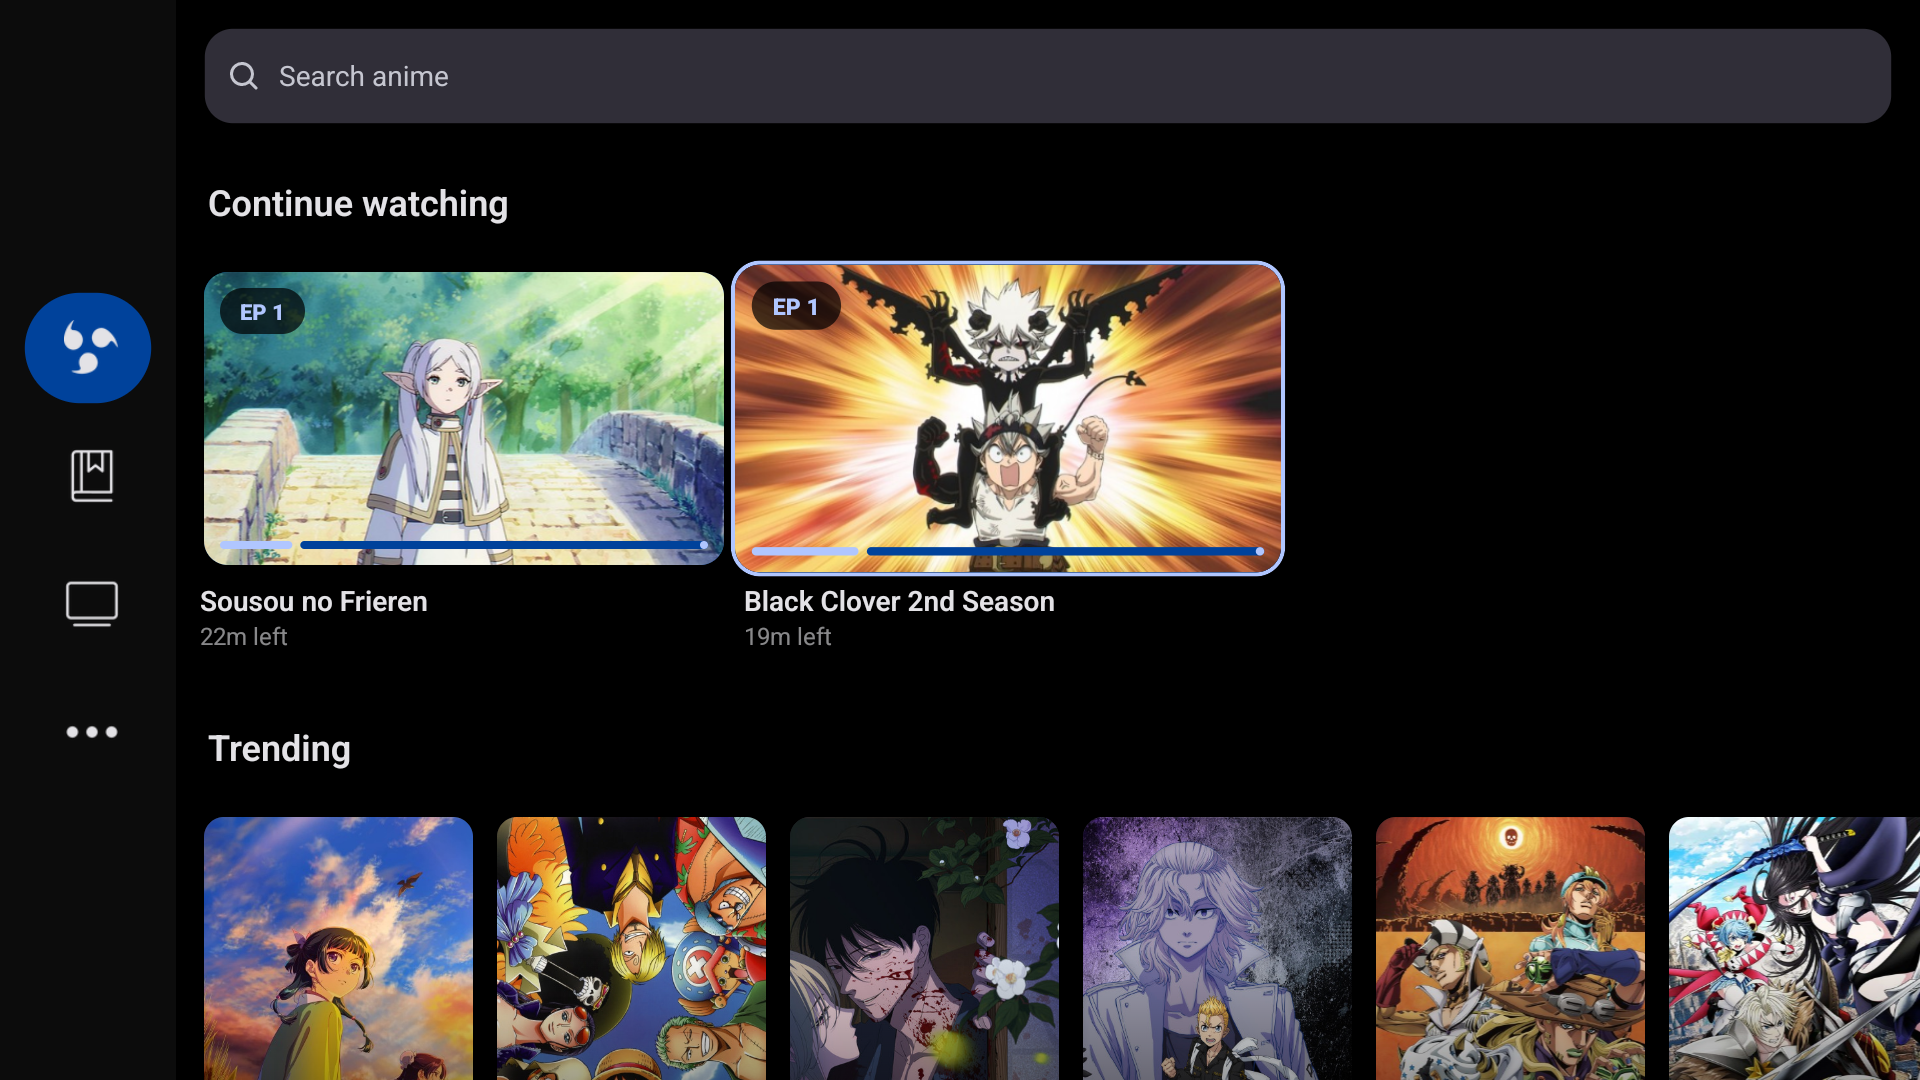 Search anime
Continue watching
EP 1
EP 1
Sousou no Frieren
22m left
Black Clover 2nd Season
19m left
Trending